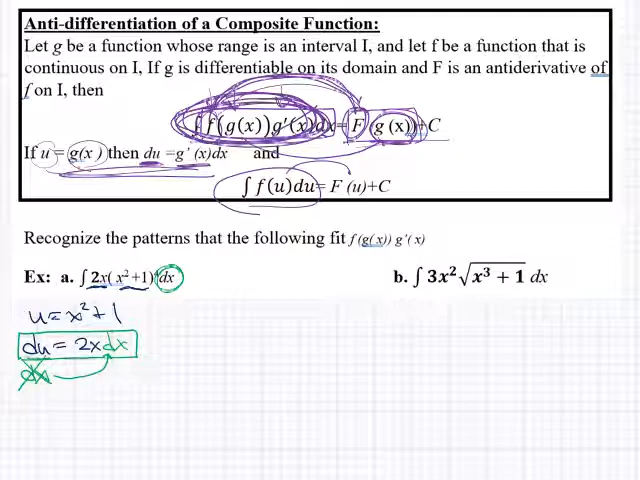 Anti-differentiation of a Composite Function:
Let g be a function whose range is an interval I, and let f be a function that is
continuous on I, If g is differentiable on its domain and F is an antiderivative of
f on I, then
∫ f(g(x))g'(x)dx = F(g (x))+C
If u = g(x ) then du =g' (x)dx and
∫ f(u)du = F (u)+C
Recognize the patterns that the following fit f (g( x)) g'( x)
Ex: a. ∫ 2x( x²+1) dx b. ∫ 3x²√(x³ + 1) dx
u = x² + 1
du = 2x dx
dx